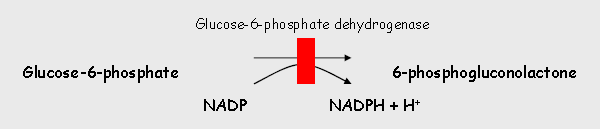 Glucose-6-phosphate dehydrogenase
Glucose-6-phosphate 6-phosphogluconolactone
NADP NADPH + H⁺